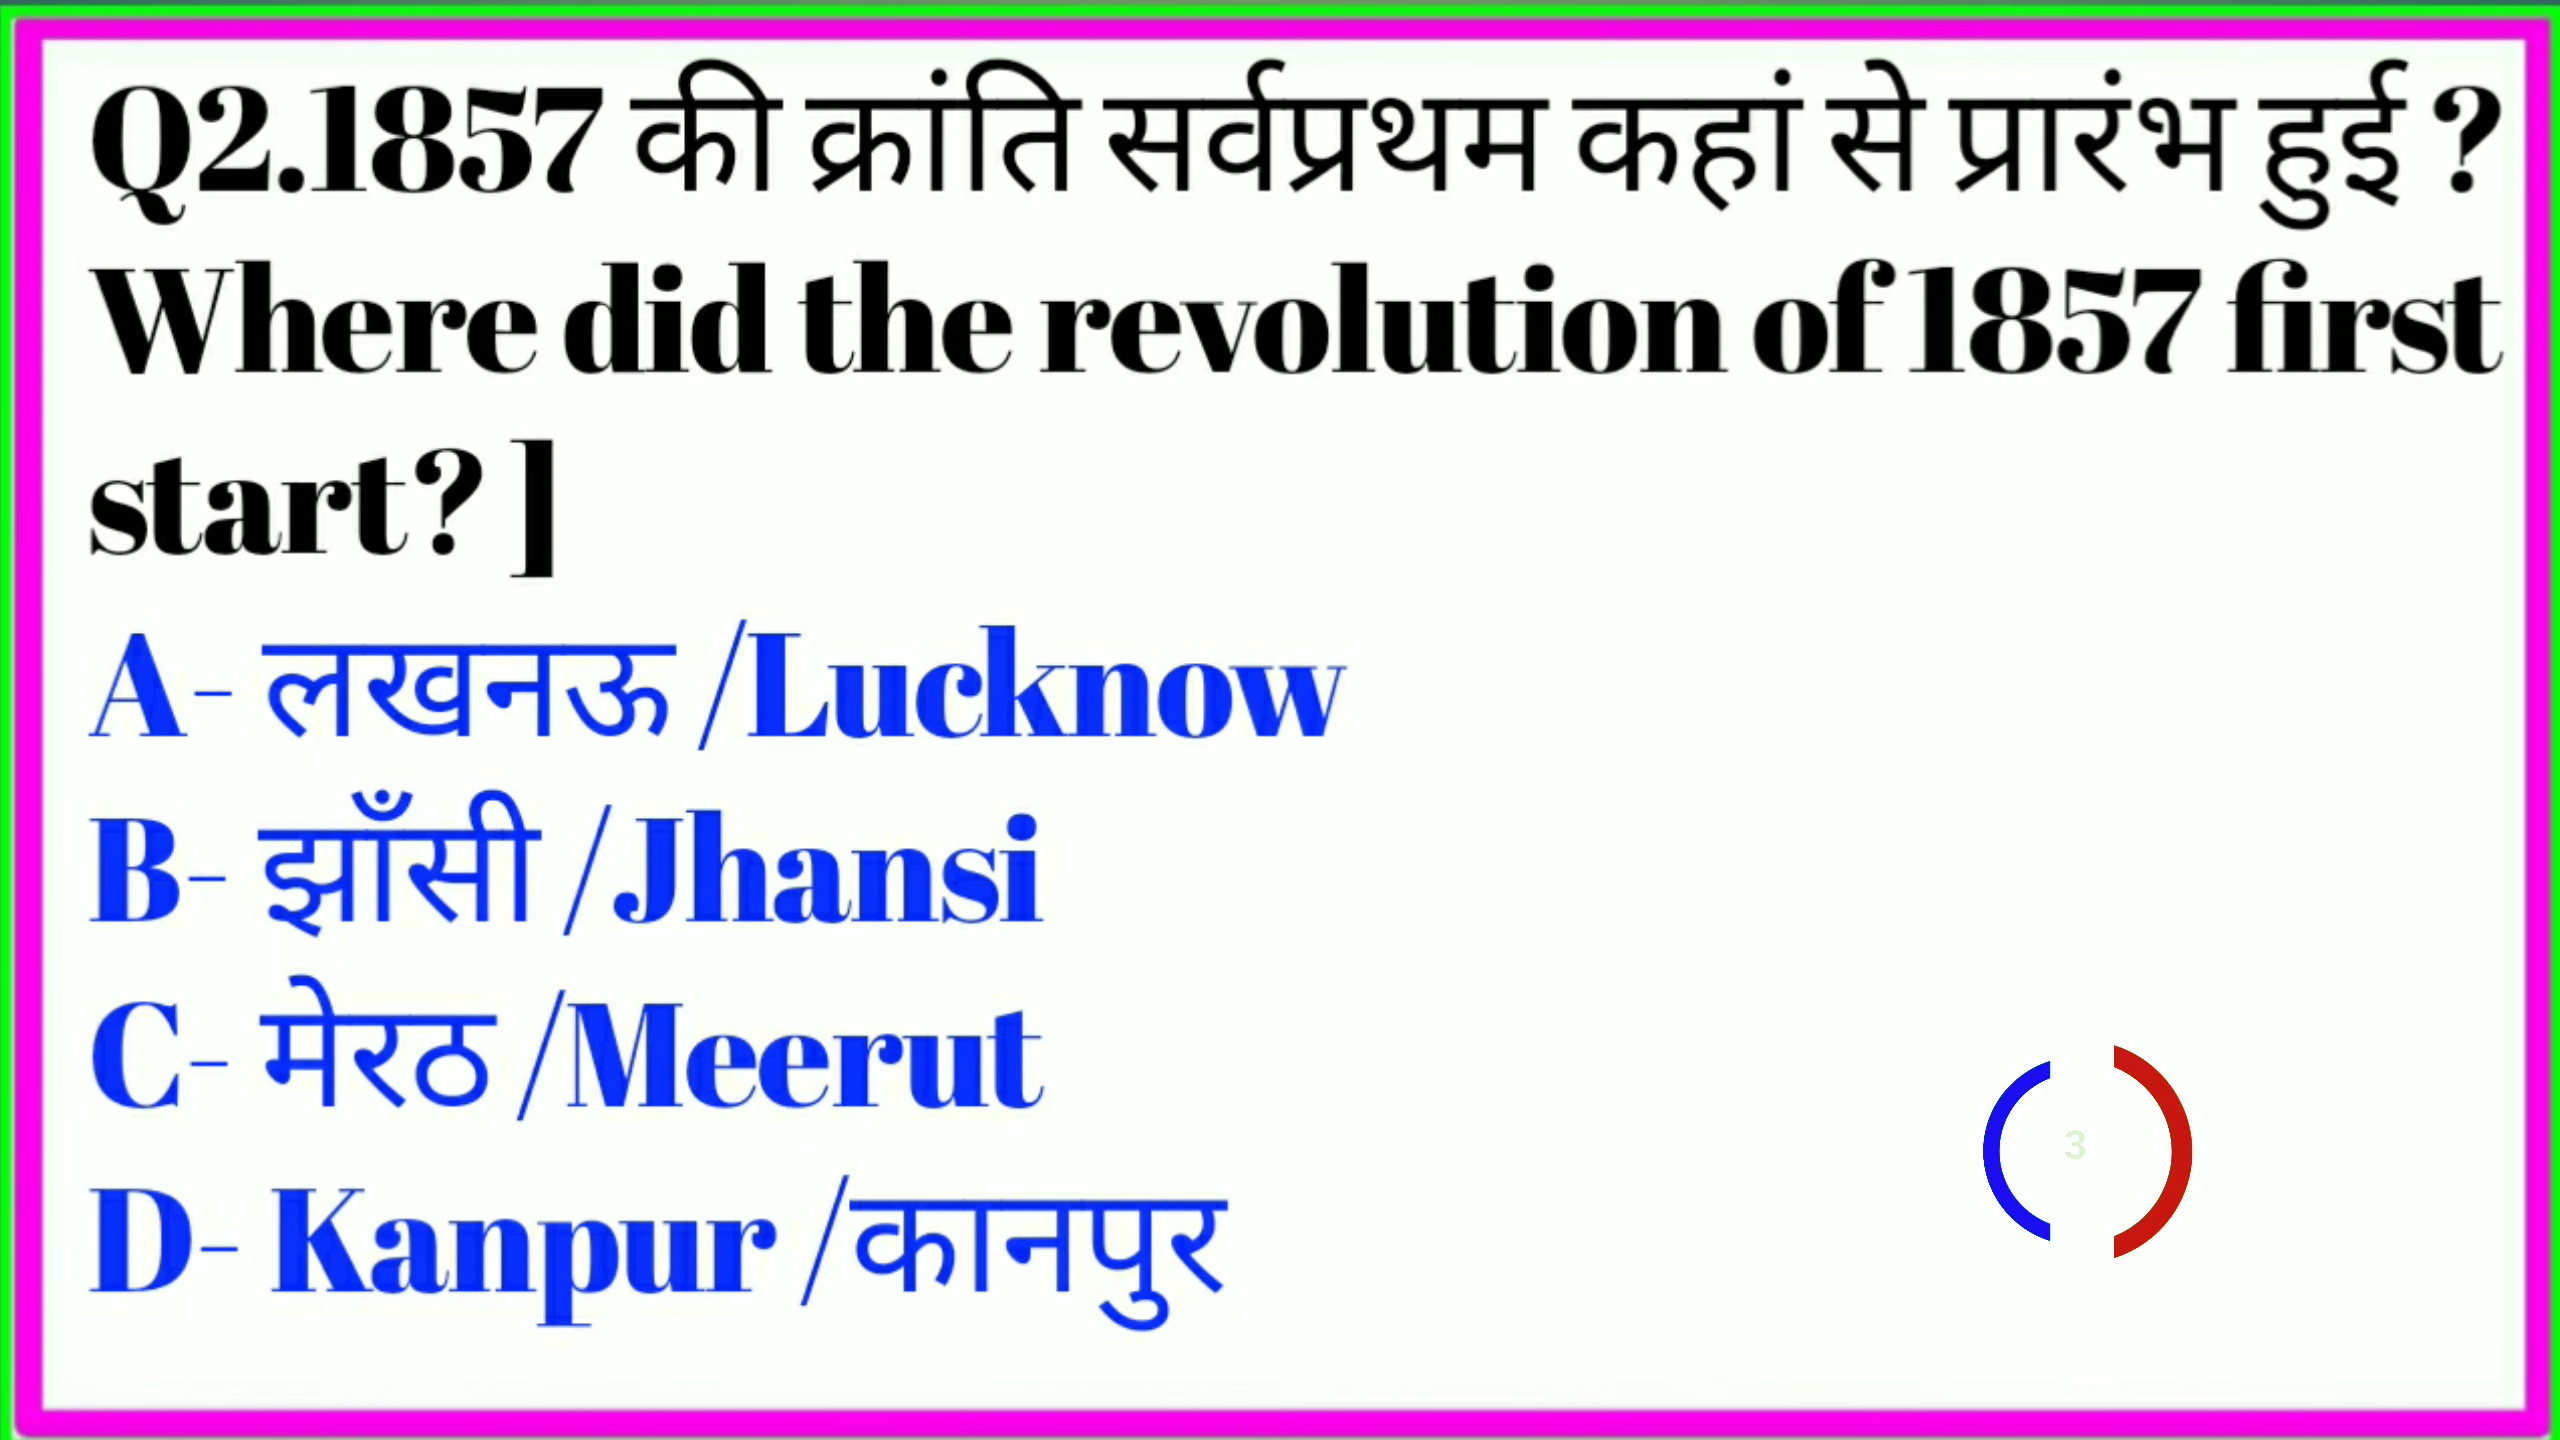 Q2.1857 की क्रांति सर्वप्रथम कहां से प्रारंभ हुई ?
Where did the revolution of 1857 first
start? ]
A- लखनऊ /Lucknow
B- झाँसी /Jhansi
C- मेरठ /Meerut
D- Kanpur /कानपुर
3